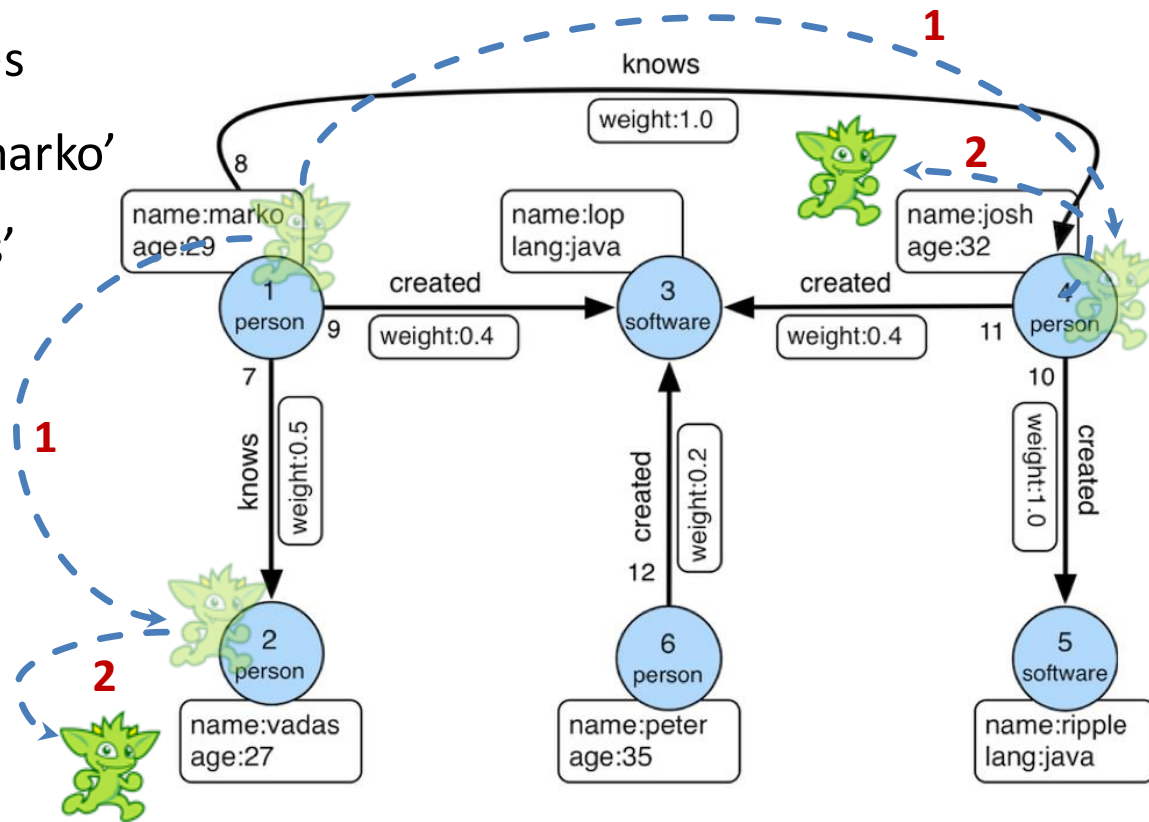 s
narko’
s’
1
knows
weight:1.0
8
2
name:marko
age:29
name:lop
lang:java
name:josh
age:32
1
person
created
9
weight:0.4
3
software
created
weight:0.4
11
4
person
7
knows
weight:0.5
1
created
weight:0.2
12
10
weight:1.0
created
2
person
2
6
person
5
software
name:vadas
age:27
name:peter
age:35
name:ripple
lang:java